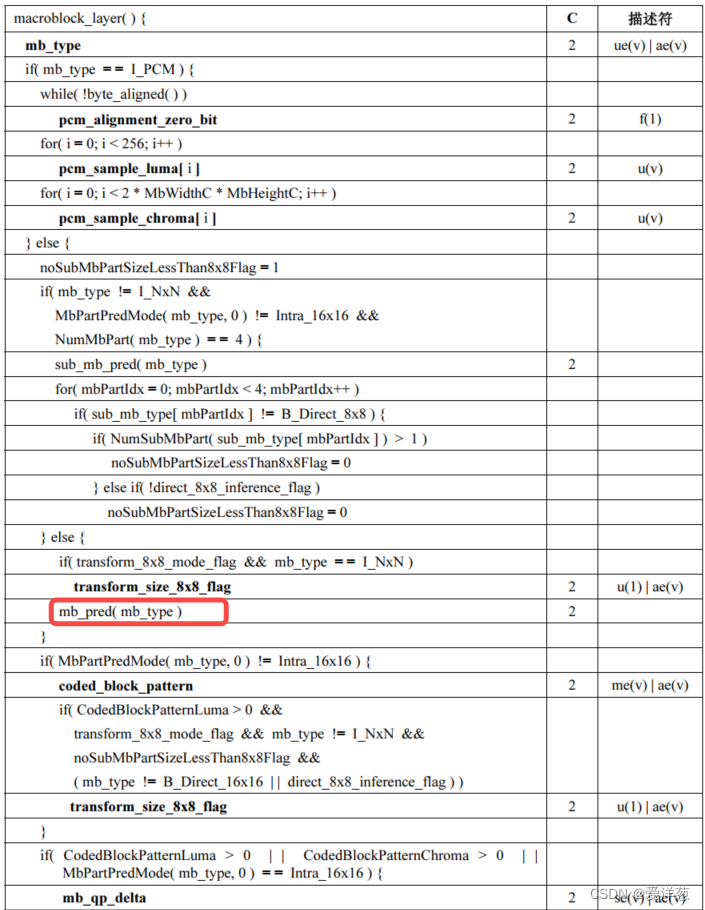 macroblock_layer( ) { C 描述符
mb_type 2 ue(v) | ae(v)
if( mb_type == I_PCM ) {
while( !byte_aligned( ) )
pcm_alignment_zero_bit 2 f(1)
for( i = 0; i < 256; i++ )
pcm_sample_luma[ i ] 2 u(v)
for( i = 0; i < 2 * MbWidthC * MbHeightC; i++ )
pcm_sample_chroma[ i ] 2 u(v)
} else {
noSubMbPartSizeLessThan8x8Flag = 1
if( mb_type != I_NxN &&
MbPartPredMode( mb_type, 0 ) != Intra_16x16 &&
NumMbPart( mb_type ) == 4 ) {
sub_mb_pred( mb_type ) 2
for( mbPartIdx = 0; mbPartIdx < 4; mbPartIdx++ )
if( sub_mb_type[ mbPartIdx ] != B_Direct_8x8 ) {
if( NumSubMbPart( sub_mb_type[ mbPartIdx ] ) > 1 )
noSubMbPartSizeLessThan8x8Flag = 0
} else if( !direct_8x8_inference_flag )
noSubMbPartSizeLessThan8x8Flag = 0
} else {
if( transform_8x8_mode_flag && mb_type == I_NxN )
transform_size_8x8_flag 2 u(1) | ae(v)
mb_pred( mb_type ) 2
}
if( MbPartPredMode( mb_type, 0 ) != Intra_16x16 ) {
coded_block_pattern 2 me(v) | ae(v)
if( CodedBlockPatternLuma > 0 &&
transform_8x8_mode_flag && mb_type != I_NxN &&
noSubMbPartSizeLessThan8x8Flag &&
( mb_type != B_Direct_16x16 | | direct_8x8_inference_flag ) )
transform_size_8x8_flag 2 u(1) | ae(v)
}
if( CodedBlockPatternLuma > 0 | | CodedBlockPatternChroma > 0 | |
MbPartPredMode( mb_type, 0 ) == Intra_16x16 ) {
mb_qp_delta 2 se(v) | ae(v)
CSDN @爱洋葱